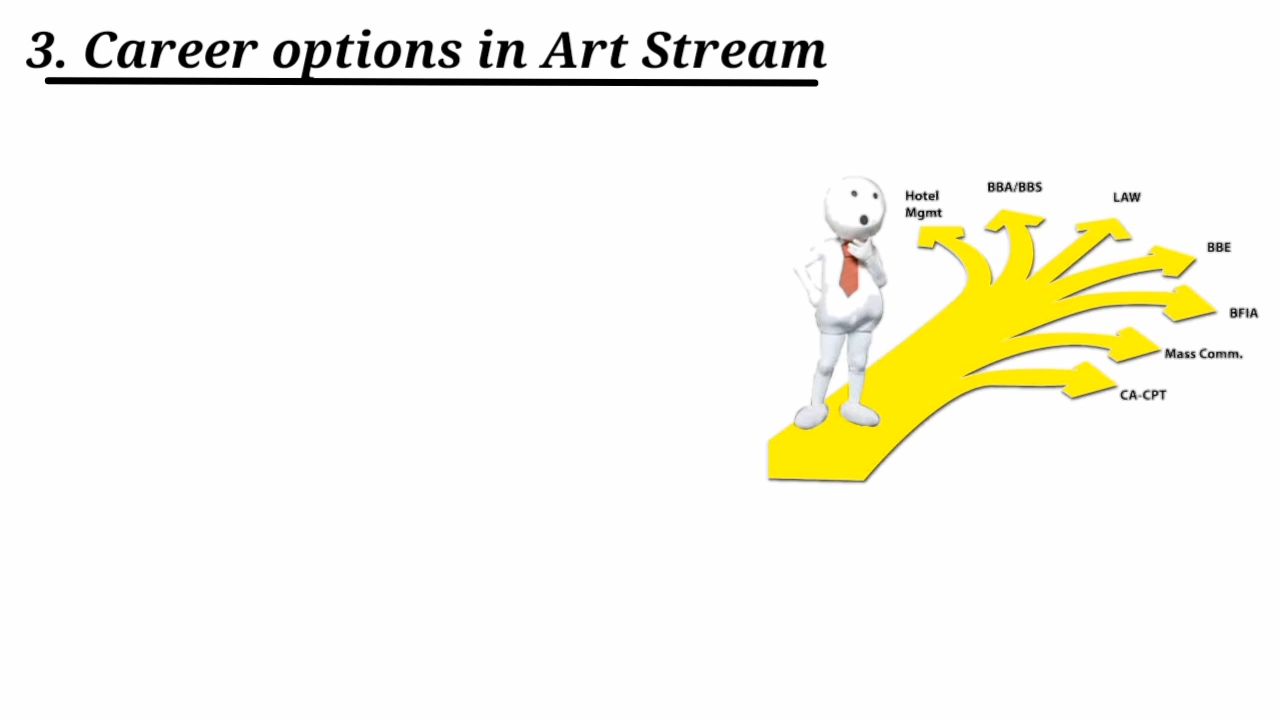 3. Career options in Art Stream
Hotel
Mgmt
BBA/BBS
LAW
BBE
BFIA
Mass Comm.
CA-CPT